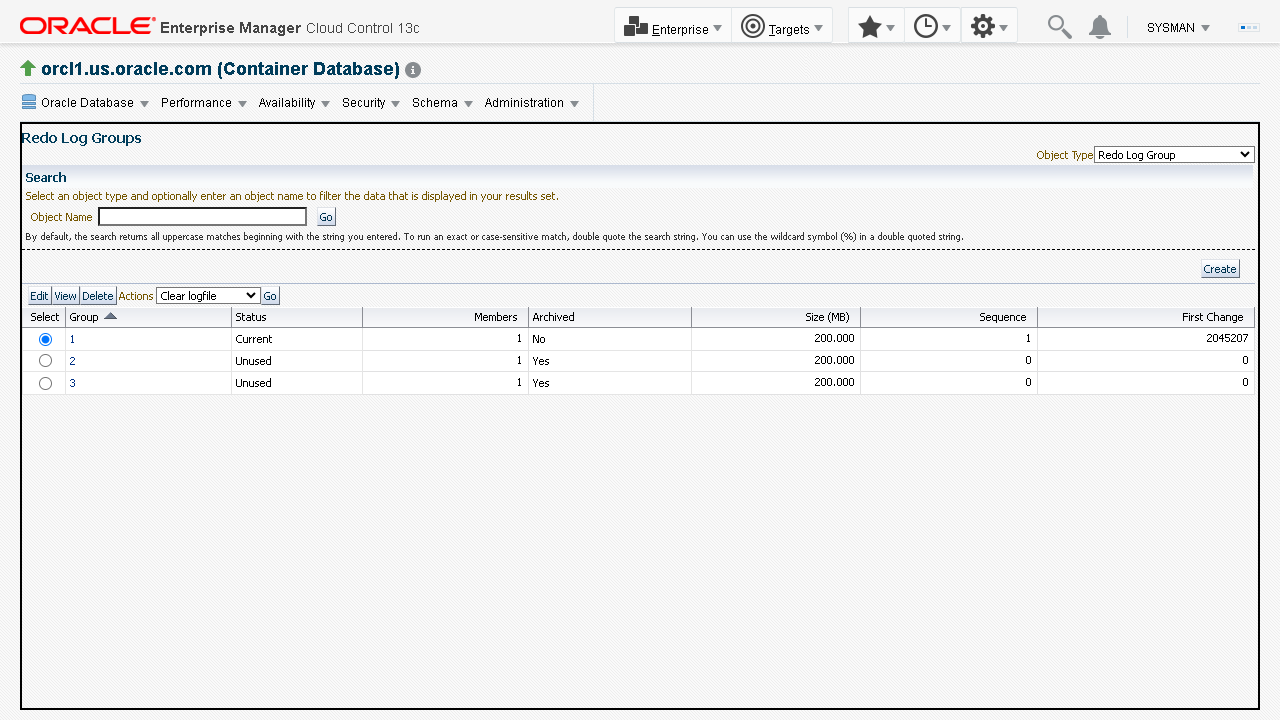 ORACLE Enterprise Manager Cloud Control 13c Enterprise Targets SYSMAN
orcl1.us.oracle.com (Container Database)
Oracle Database Performance Availability Security Schema Administration
Redo Log Groups
Object Type Redo Log Group
Search
Select an object type and optionally enter an object name to filter the data that is displayed in your results set.
Object Name Go
By default, the search returns all uppercase matches beginning with the string you entered. To run an exact or case-sensitive match, double quote the search string. You can use the wildcard symbol (%) in a double quoted string.
Create
Edit View Delete Actions Clear logfile Go
Select Group Status Members Archived Size (MB) Sequence First Change
1 Current 1 No 200.000 1 2045207
2 Unused 1 Yes 200.000 0 0
3 Unused 1 Yes 200.000 0 0